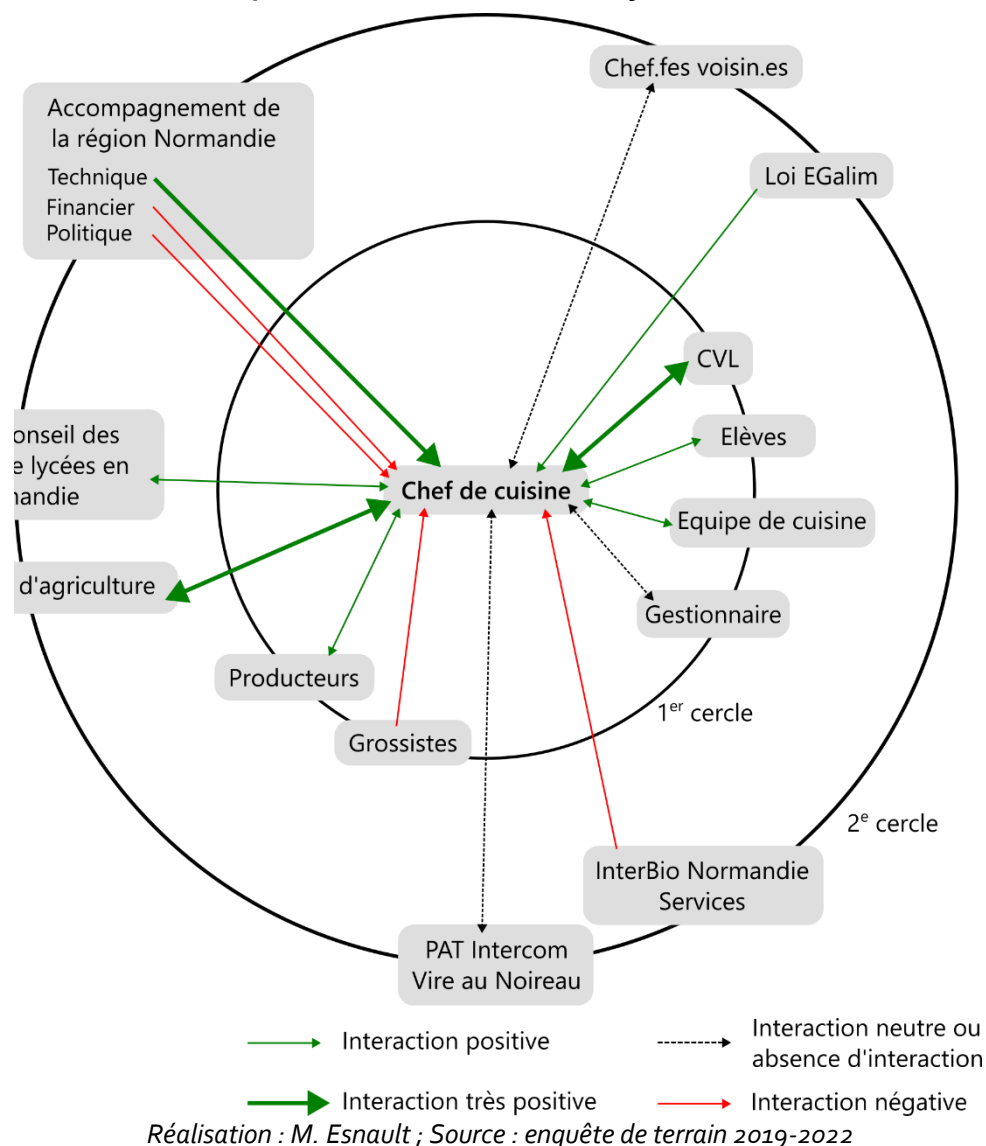 Chef.fes voisin.es
Accompagnement de
la région Normandie
Technique
Financier
Politique
Loi EGalim
CVL
onseil des
e lycées en
mandie
Elèves
Chef de cuisine
Equipe de cuisine
d'agriculture
Gestionnaire
Producteurs
1er cercle
Grossistes
2e cercle
InterBio Normandie
Services
PAT Intercom
Vire au Noireau
Interaction positive
Interaction neutre ou
absence d'interaction
Interaction très positive
Interaction négative
Réalisation : M. Esnault ; Source : enquête de terrain 2019-2022